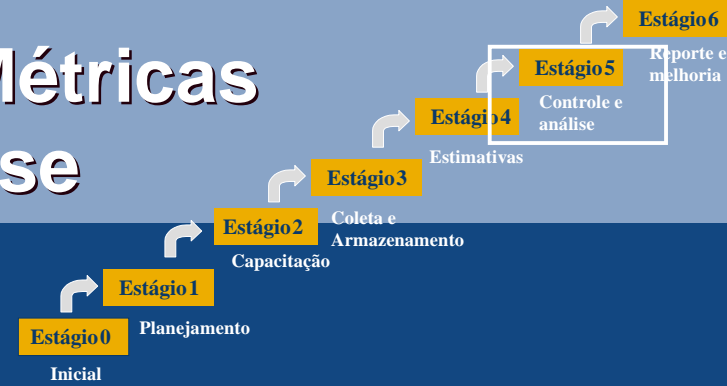 Métricas
se
Estágio6
Reporte e
melhoria
Estágio5
Controle e
análise
Estágio4
Estimativas
Estágio3
Coleta e
Armazenamento
Estágio2
Capacitação
Estágio1
Planejamento
Estágio0
Inicial